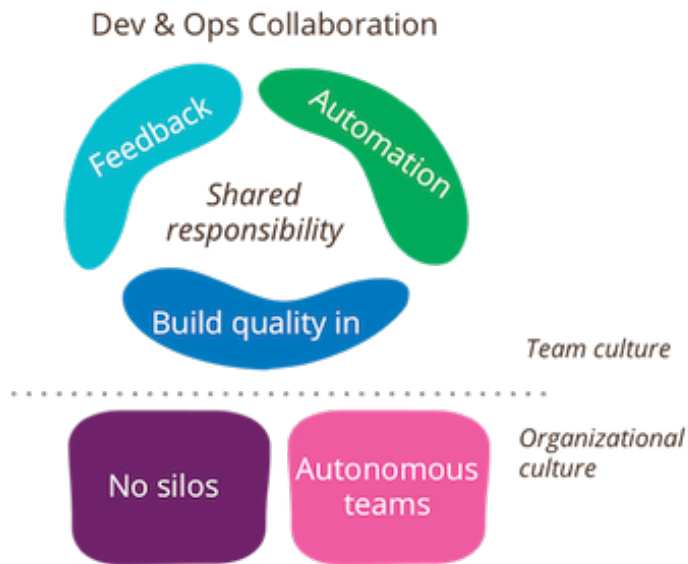 Dev & Ops Collaboration
Feedback
Automation
Shared
responsibility
Build quality in
Team culture
No silos
Autonomous
teams
Organizational
culture